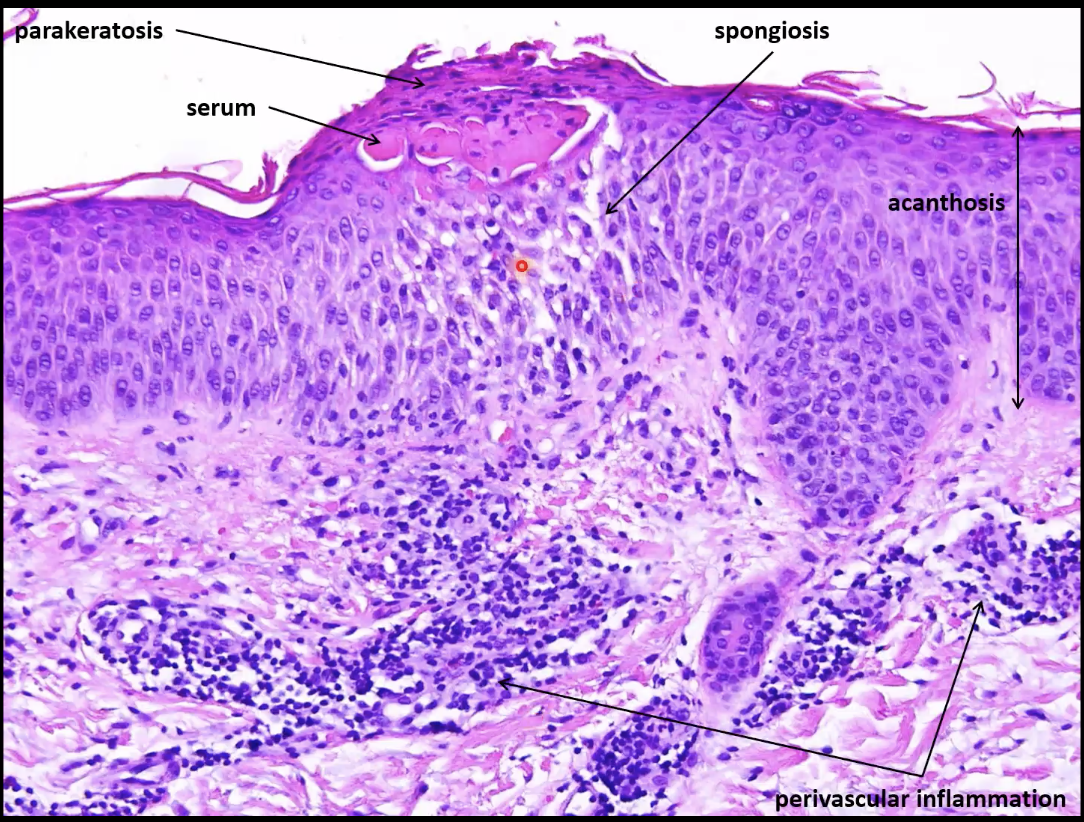 parakeratosis
spongiosis
serum
acanthosis
perivascular inflammation